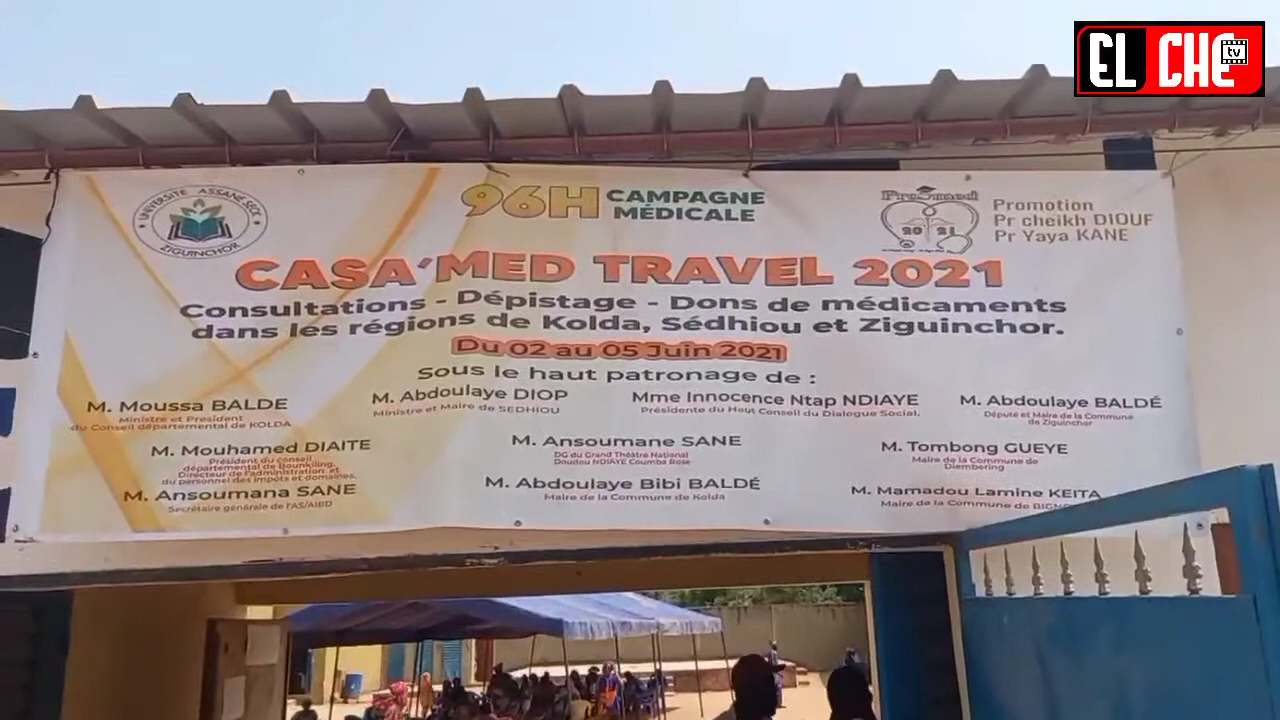 EL CHE tv
UNIVERSITE ASSANE SECK
ZIGUINCHOR
96H CAMPAGNE
MÉDICALE
Promed
20 21
Promotion
Pr cheikh DIOUF
Pr Yaya KANE
CASA'MED TRAVEL 2021
Consultations - Dépistage - Dons de médicaments
dans les régions de Kolda, Sédhiou et Ziguinchor.
Du 02 au 05 Juin 2021
Sous le haut patronage de :
M. Moussa BALDE
Ministre et Président
du Conseil départemental de KOLDA
M. Abdoulaye DIOP
Ministre et Maire de SEDHIOU
Mme Innocence Ntap NDIAYE
Présidente du Haut Conseil du Dialogue Social.
M. Abdoulaye BALDÉ
Député et Maire de la Commune
de Ziguinchor
M. Mouhamed DIAITE
Président du conseil
départemental de Bounkiling,
Directeur de l'administration et
du personnel des impots et domaines.
M. Ansoumane SANE
DG du Grand Théâtre National
Doudou NDIAYE Coumba Rose
M. Tombong GUEYE
Maire de la Commune de
Diembering
M. Ansoumana SANE
Secrétaire générale de l'AS/AIBD
M. Abdoulaye Bibi BALDÉ
Maire de la Commune de Kolda
M. Mamadou Lamine KEITA
Maire de la Commune de